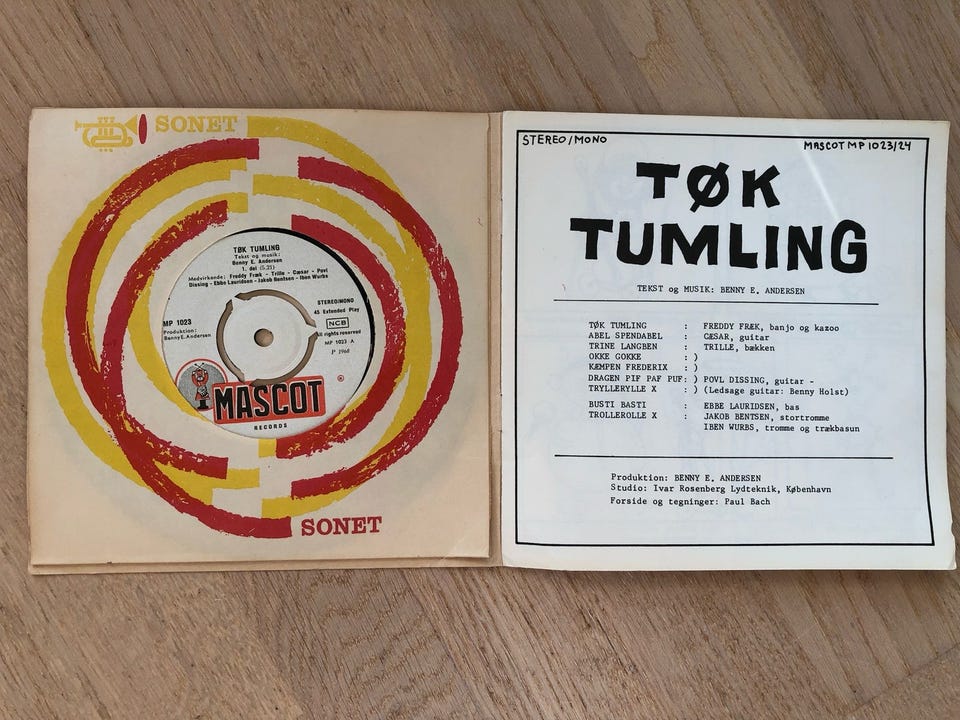 SONET
TØK TUMLING
Tekst og musik:
Benny E. Andersen
1. del (5.21)
Medvirkende: Freddy Fræk - Trille - Cæsar - Povl
Dissing - Ebbe Lauridsen - Jakob Bentsen - Iben Wurbs
MP 1023
Produktion:
Benny E. Andersen
STEREO/MONO
45 Extended Play
NCB
All rights reserved
MP 1023 A
P 1968
MASCOT
RECORDS
SONET
STEREO/MONO
MASCOT MP 1023/24
TØK
TUMLING
TEKST og MUSIK: BENNY E. ANDERSEN
TØK TUMLING : FREDDY FRÆK, banjo og kazoo
ABEL SPENDABEL : CÆSAR, guitar
TRINE LANGBEN : TRILLE, bækken
OKKE GOKKE : )
KÆMPEN FREDERIX : )
DRAGEN PIF PAF PUF: ) POVL DISSING, guitar -
TRYLLERYLLE X : ) (Ledsage guitar: Benny Holst)
BUSTI BASTI : EBBE LAURIDSEN, bas
TROLLEROLLE X : JAKOB BENTSEN, stortromme
IBEN WURBS, tromme og trækbasun
Produktion: BENNY E. ANDERSEN
Studio: Ivar Rosenberg Lydteknik, København
Forside og tegninger: Paul Bach